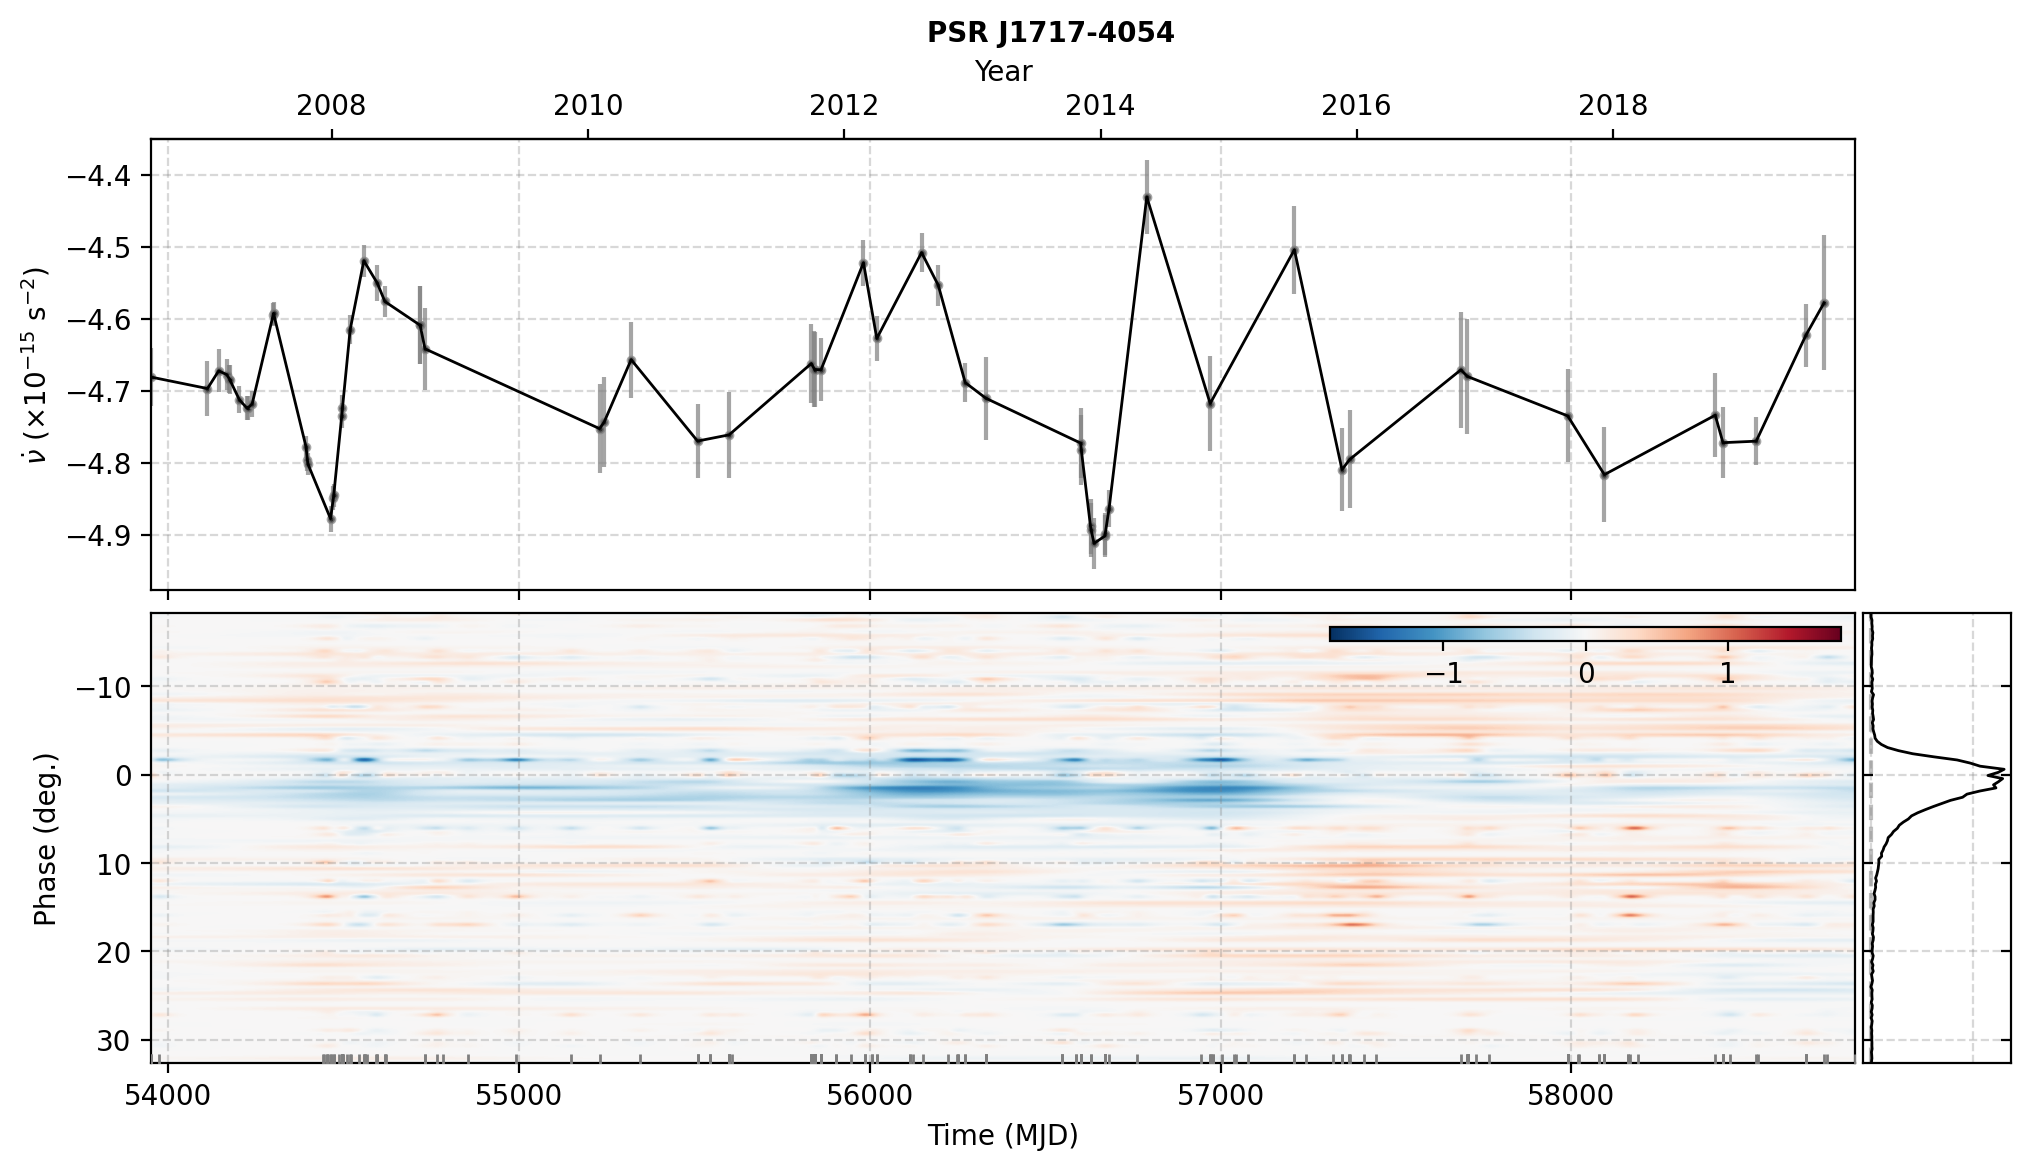 PSR J1717-4054
Year
2008 2010 2012 2014 2016 2018
−4.4
−4.5
−4.6
−4.7
−4.8
−4.9
ν̇ (×10⁻¹⁵ s⁻²)
−1 0 1
−10
0
10
20
30
Phase (deg.)
54000 55000 56000 57000 58000
Time (MJD)